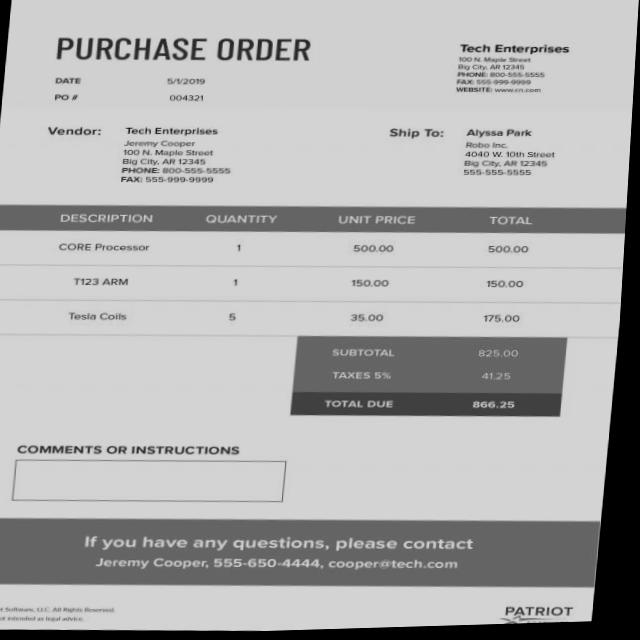 PURCHASE ORDER
DATE 5/1/2019
PO # 004321
Tech Enterprises
100 N. Maple Street
Big City, AR 12345
PHONE: 800-555-5555
FAX: 555-999-9999
WEBSITE: www.cn.com
Vendor: Tech Enterprises
Jeremy Cooper
100 N. Maple Street
Big City, AR 12345
PHONE: 800-555-5555
FAX: 555-999-9999
Ship To: Alyssa Park
Robo Inc.
4040 W. 10th Street
Big City, AR 12345
555-555-5555
DESCRIPTION QUANTITY UNIT PRICE TOTAL
CORE Processor 1 500.00 500.00
T123 ARM 1 150.00 150.00
Tesla Coils 5 35.00 175.00
SUBTOTAL 825.00
TAXES 5% 41.25
TOTAL DUE 866.25
COMMENTS OR INSTRUCTIONS
If you have any questions, please contact
Jeremy Cooper, 555-650-4444, cooper@tech.com
Software, LLC. All Rights Reserved.
intended as legal advice.
PATRIOT